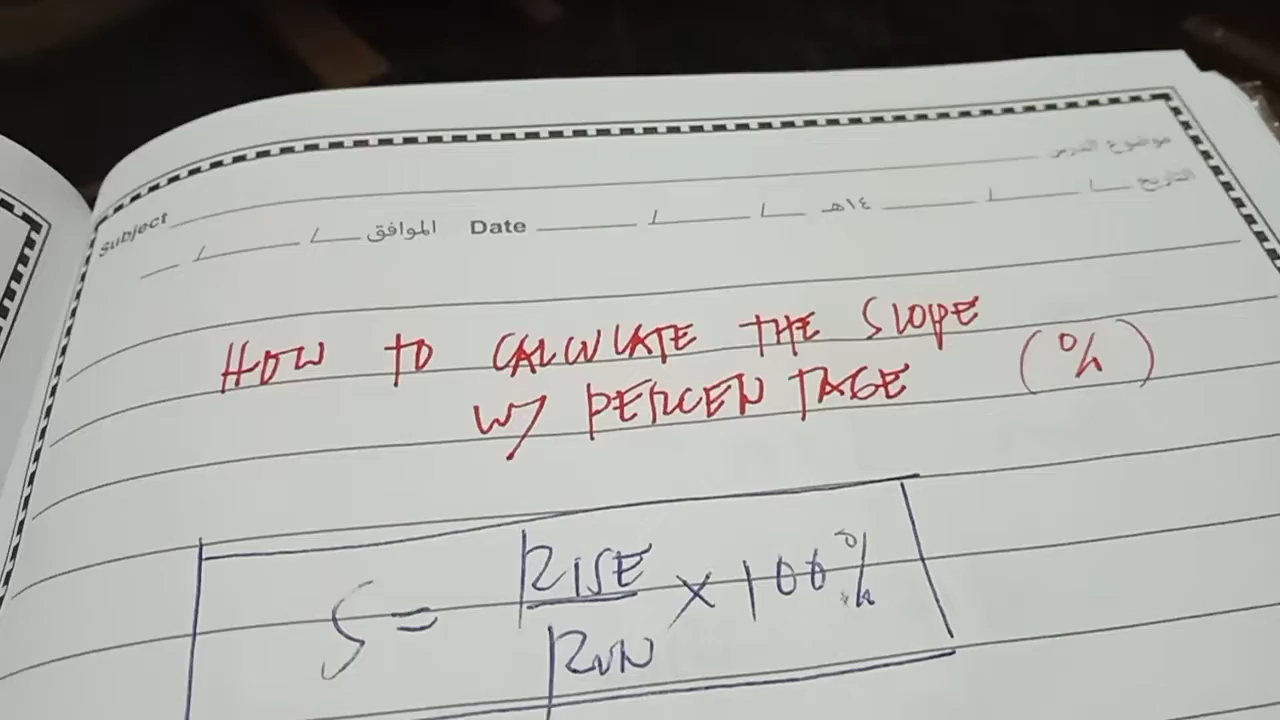 موضوع الدرس
Subject
التاريخ / / ١٤هـ
Date / / الموافق / /
HOW TO CALCULATE THE SLOPE
W/ PERCENTAGE (%)
S = RISE × 100%
RUN